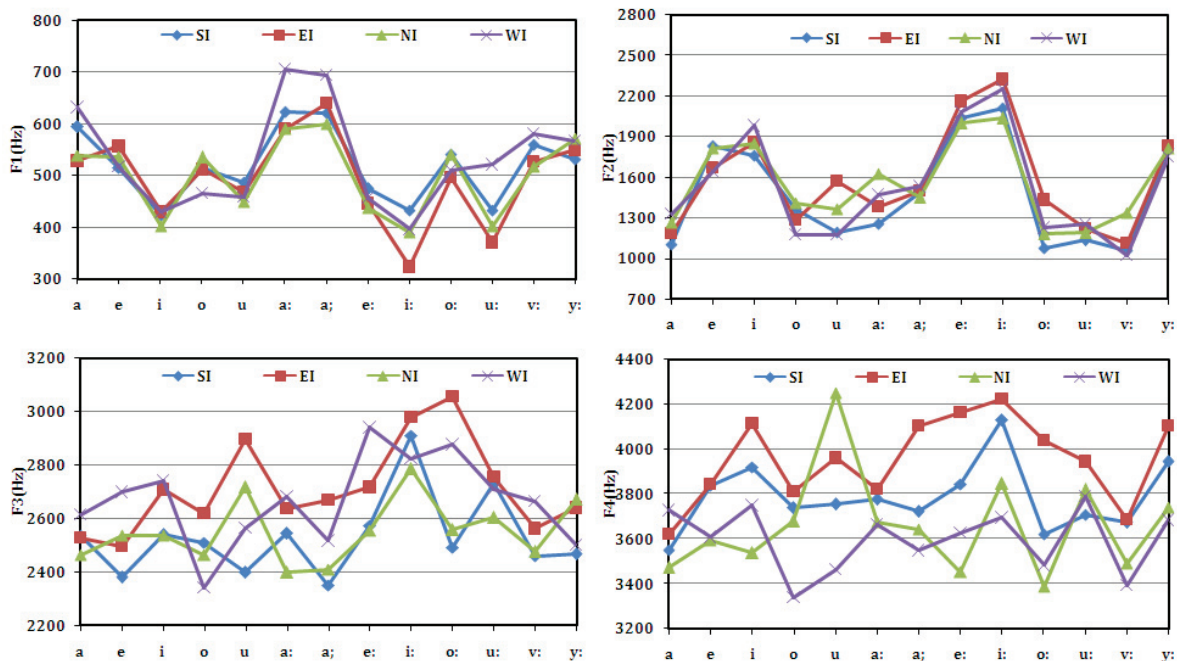 800
700
600
500
400
300
F1(Hz)
SI EI NI WI
a e i o u a: a; e: i: o: u: v: y:
2800
2500
2200
1900
1600
1300
1000
700
F2(Hz)
SI EI NI WI
a e i o u a: a; e: i: o: u: v: y:
3200
3000
2800
2600
2400
2200
F3(Hz)
SI EI NI WI
a e i o u a: a; e: i: o: u: v: y:
4400
4200
4000
3800
3600
3400
3200
F4(Hz)
SI EI NI WI
a e i o u a: a; e: i: o: u: v: y: